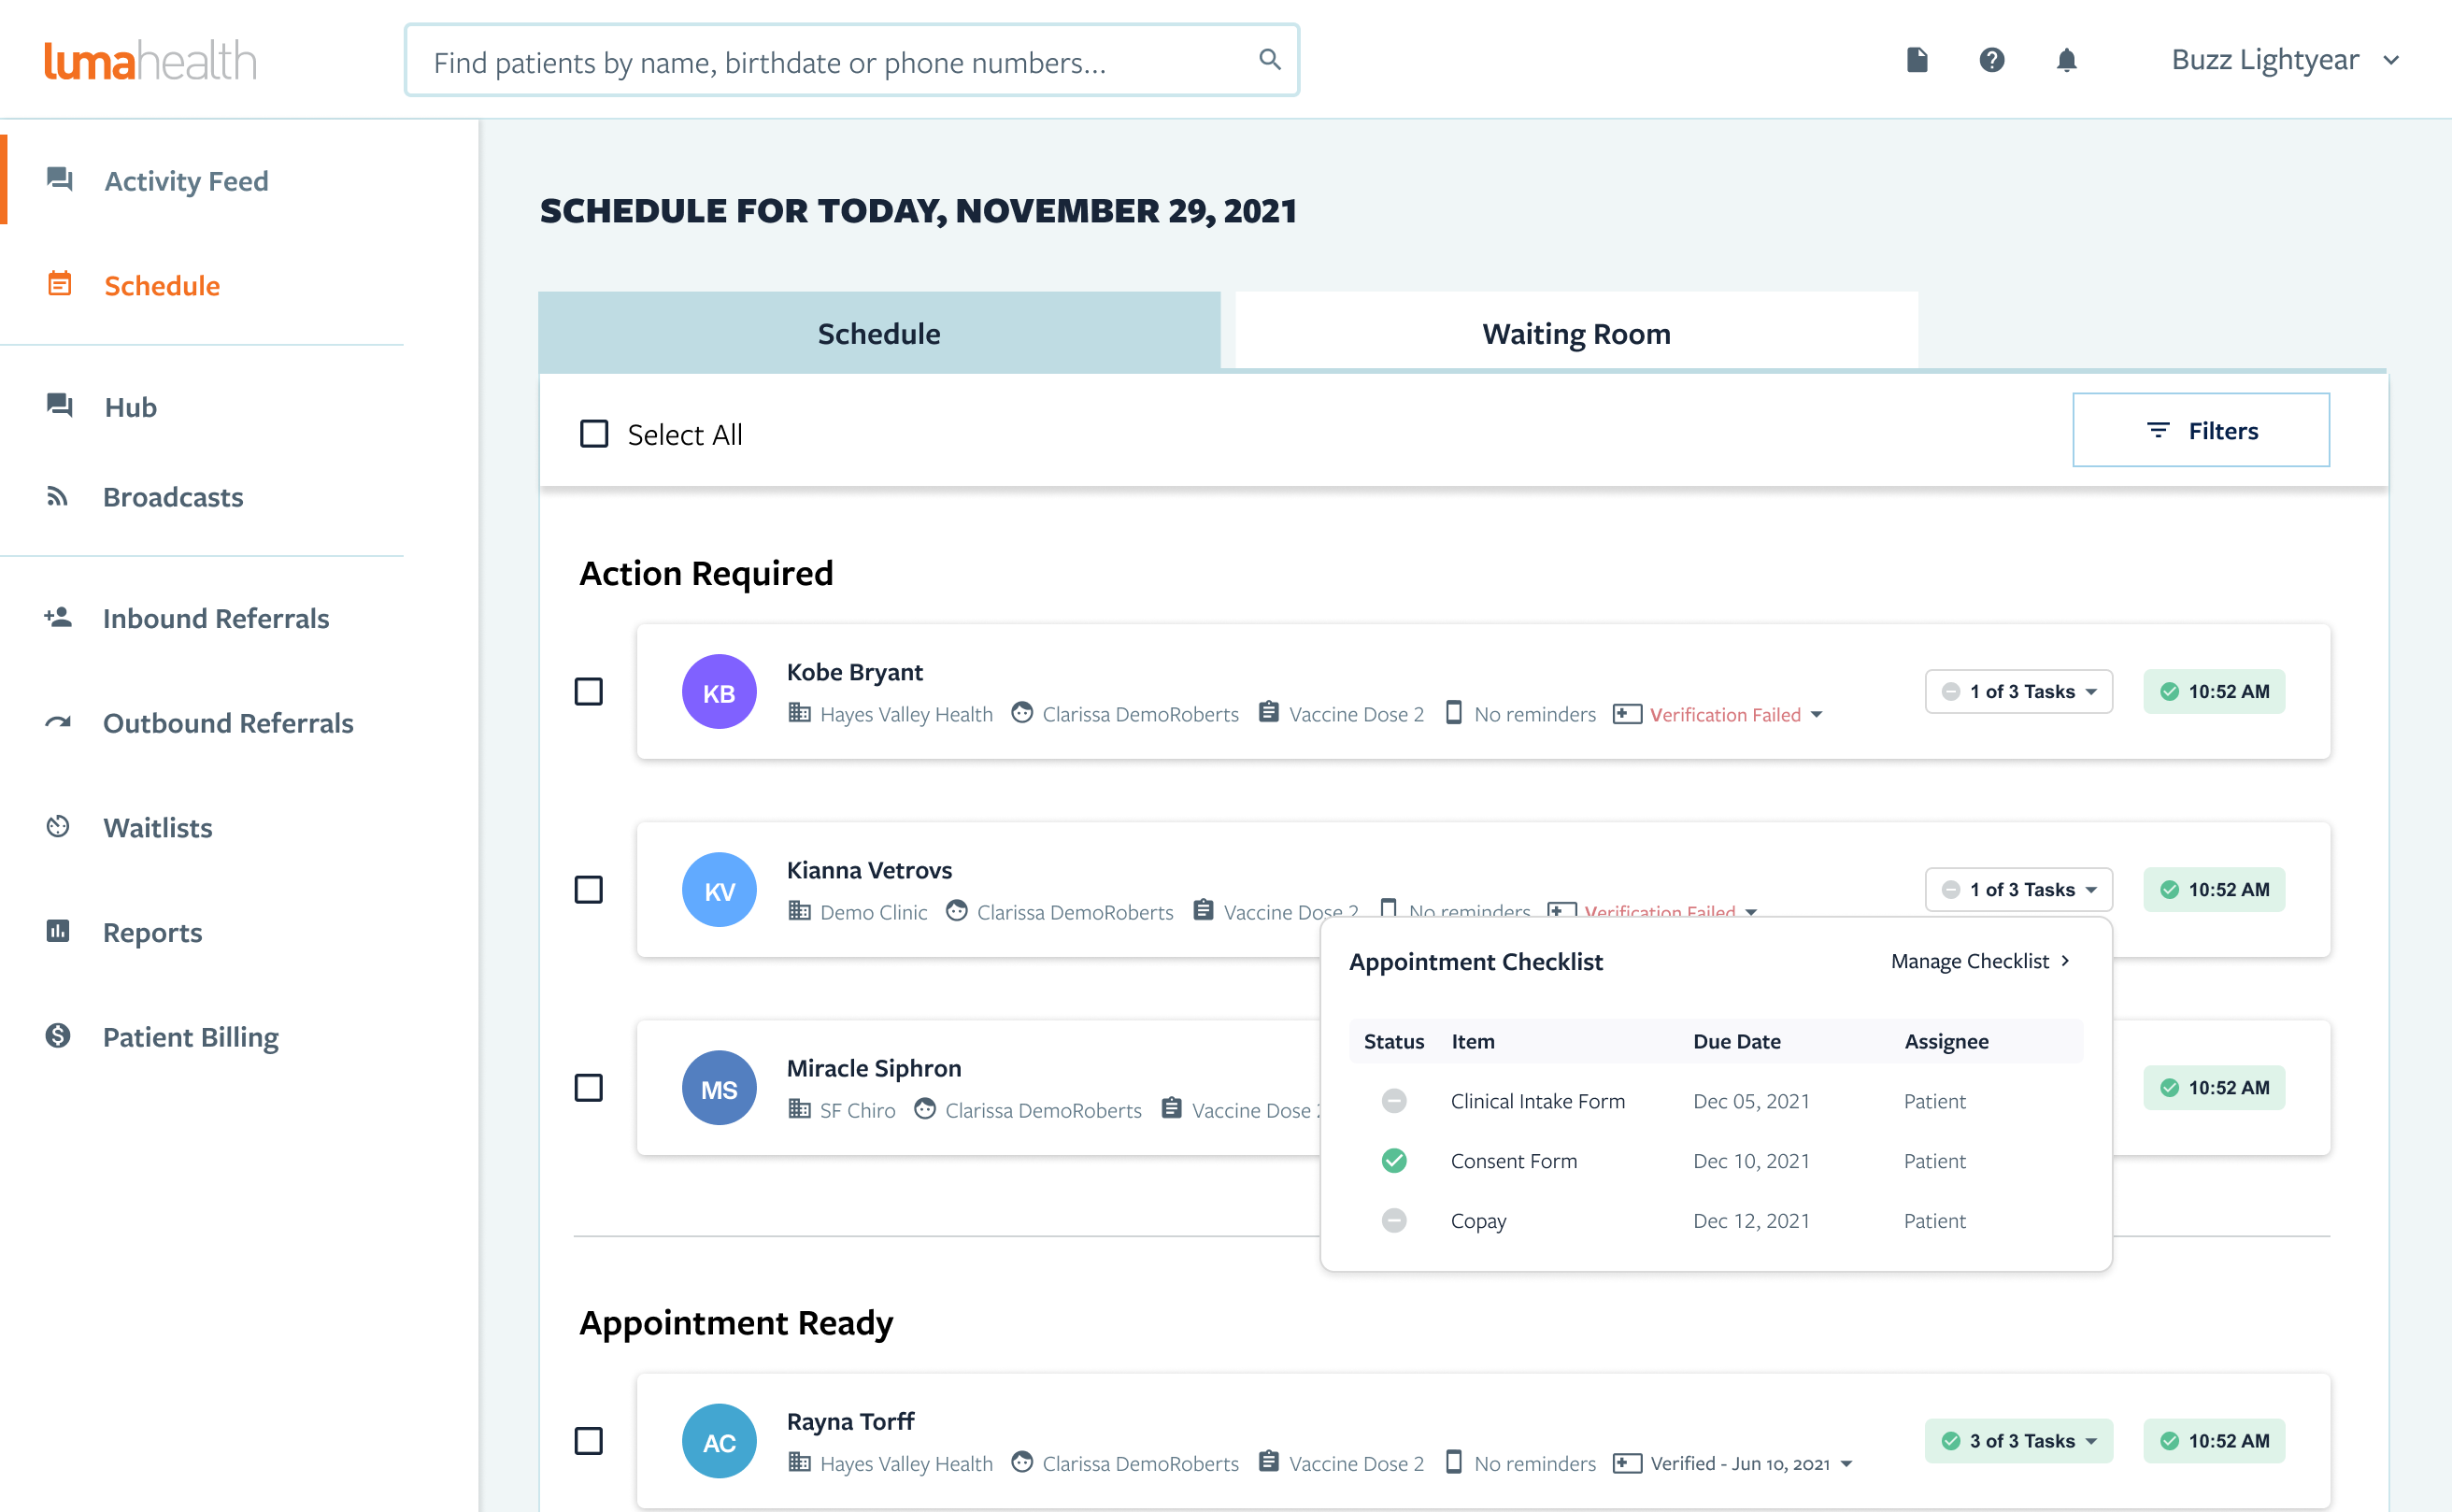 lumahealth
Find patients by name, birthdate or phone numbers...
Buzz Lightyear
Activity Feed
Schedule
Hub
Broadcasts
Inbound Referrals
Outbound Referrals
Waitlists
Reports
Patient Billing
SCHEDULE FOR TODAY, NOVEMBER 29, 2021
Schedule Waiting Room
Select All Filters
Action Required
KB Kobe Bryant
Hayes Valley Health Clarissa DemoRoberts Vaccine Dose 2 No reminders Verification Failed
1 of 3 Tasks 10:52 AM
KV Kianna Vetrovs
Demo Clinic Clarissa DemoRoberts Vaccine Dose 2 No reminders Verification Failed
1 of 3 Tasks 10:52 AM
MS Miracle Siphron
SF Chiro Clarissa DemoRoberts Vaccine Dose
10:52 AM
Appointment Checklist Manage Checklist
Status Item Due Date Assignee
Clinical Intake Form Dec 05, 2021 Patient
Consent Form Dec 10, 2021 Patient
Copay Dec 12, 2021 Patient
Appointment Ready
AC Rayna Torff
Hayes Valley Health Clarissa DemoRoberts Vaccine Dose 2 No reminders Verified - Jun 10, 2021
3 of 3 Tasks 10:52 AM